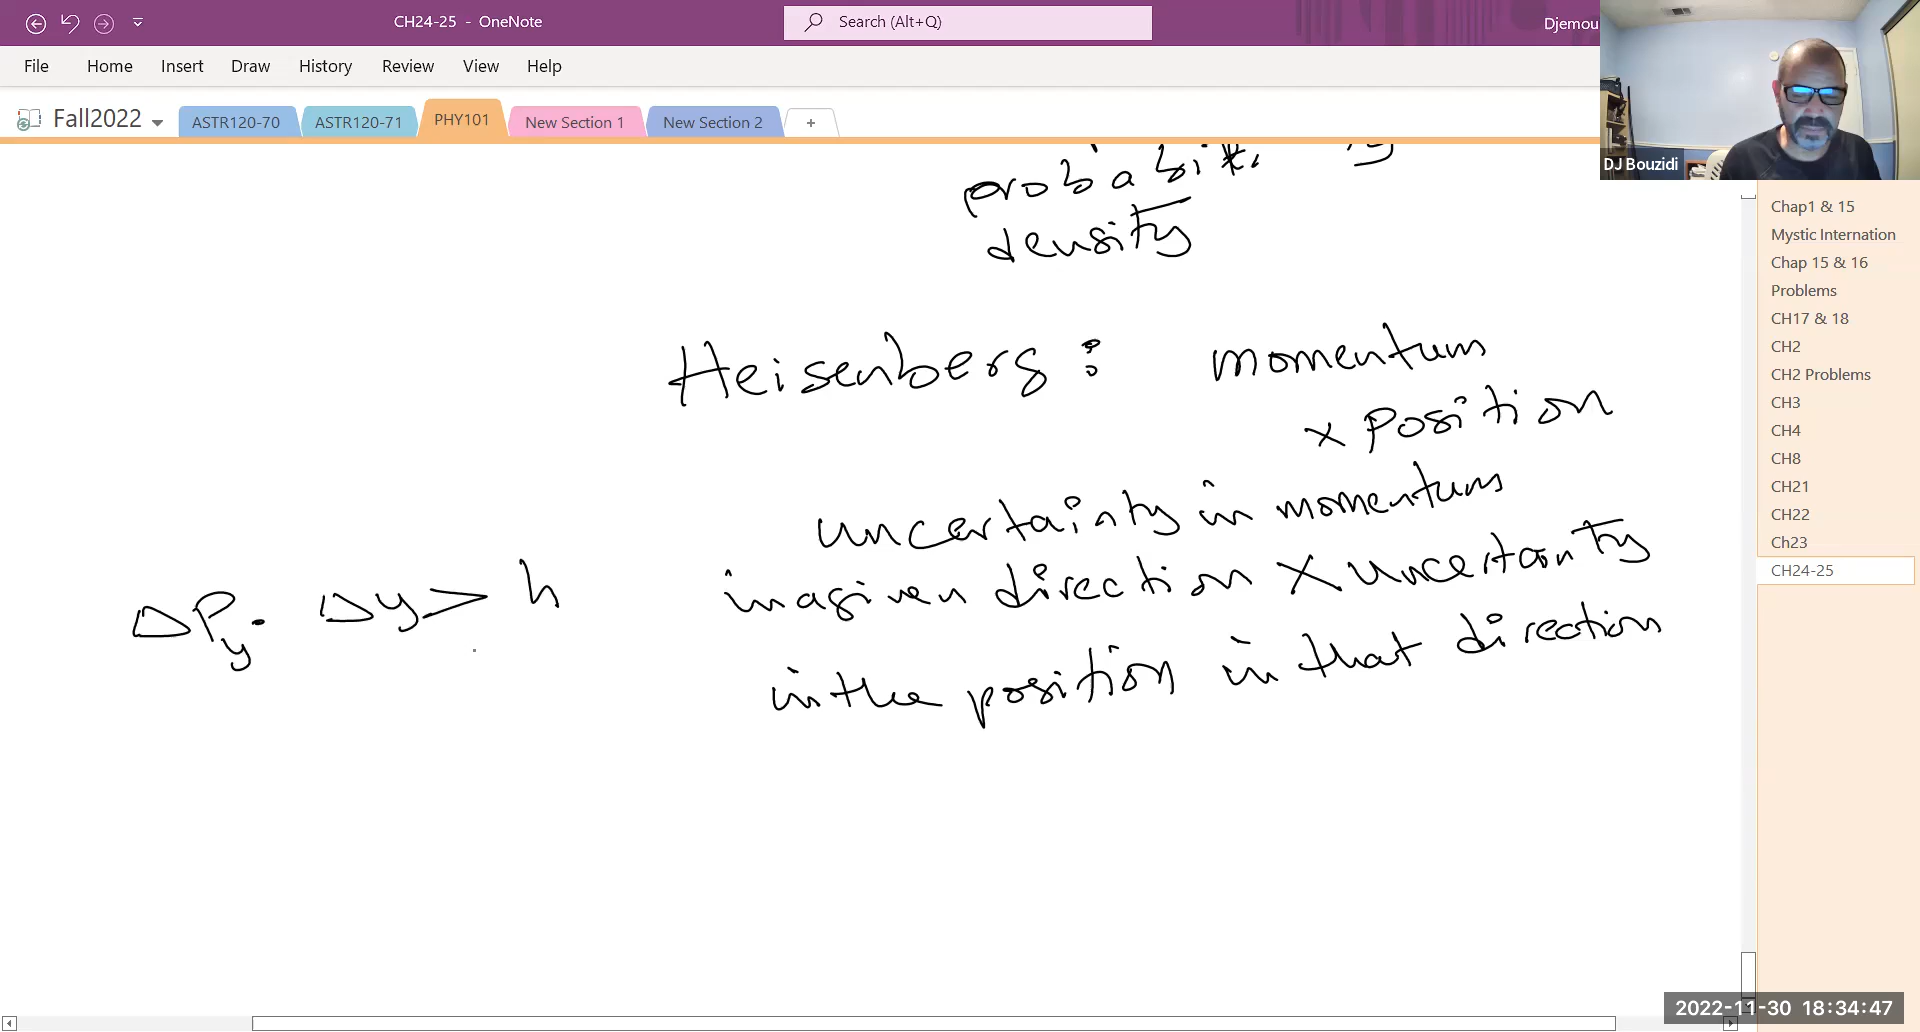 CH24-25 - OneNote
Search (Alt+Q)
Djemou
File Home Insert Draw History Review View Help
Fall2022
ASTR120-70
ASTR120-71
PHY101
New Section 1
New Section 2
+
DJ Bouzidi
Chap1 & 15
Mystic Internation
Chap 15 & 16
Problems
CH17 & 18
CH2
CH2 Problems
CH3
CH4
CH8
CH21
CH22
Ch23
CH24-25
density
Heisenberg : momentum
x Position
uncertainty in momentum
in a given direction X uncertainty
in the position in that direction
ΔPy · Δy > h
2022-11-30 18:34:47